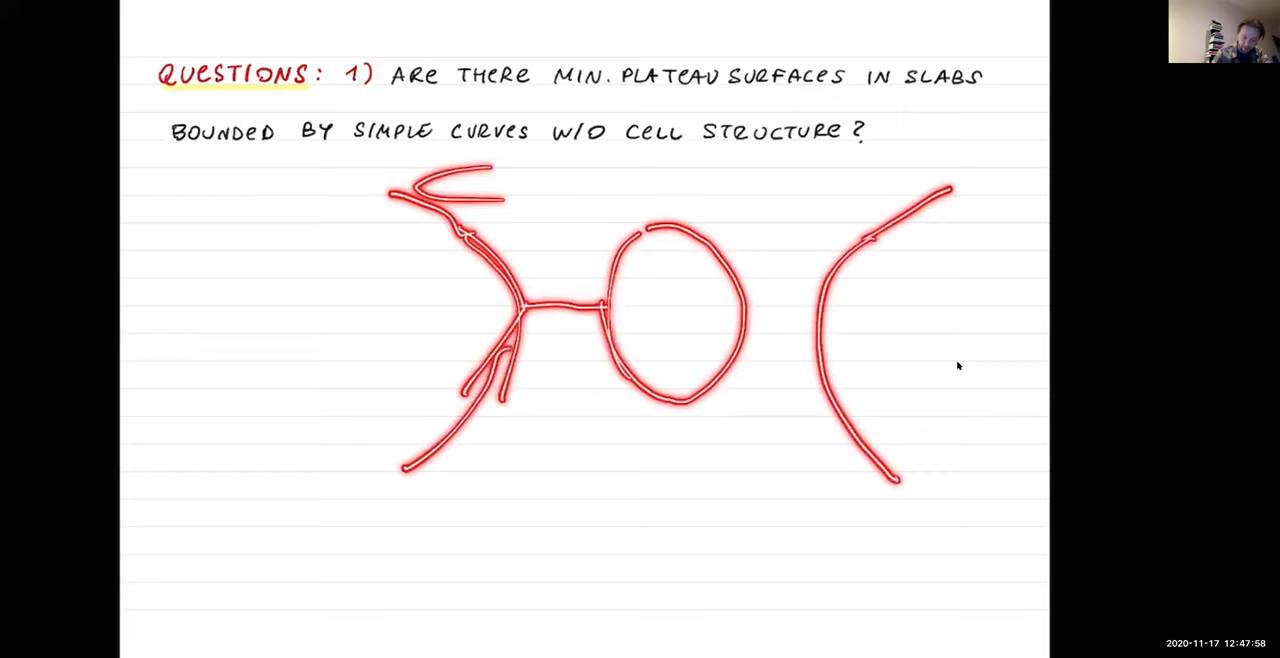 QUESTIONS: 1) ARE THERE MIN. PLATEAU SURFACES IN SLABS
BOUNDED BY SIMPLE CURVES W/O CELL STRUCTURE?
2020-11-17 12:47:58